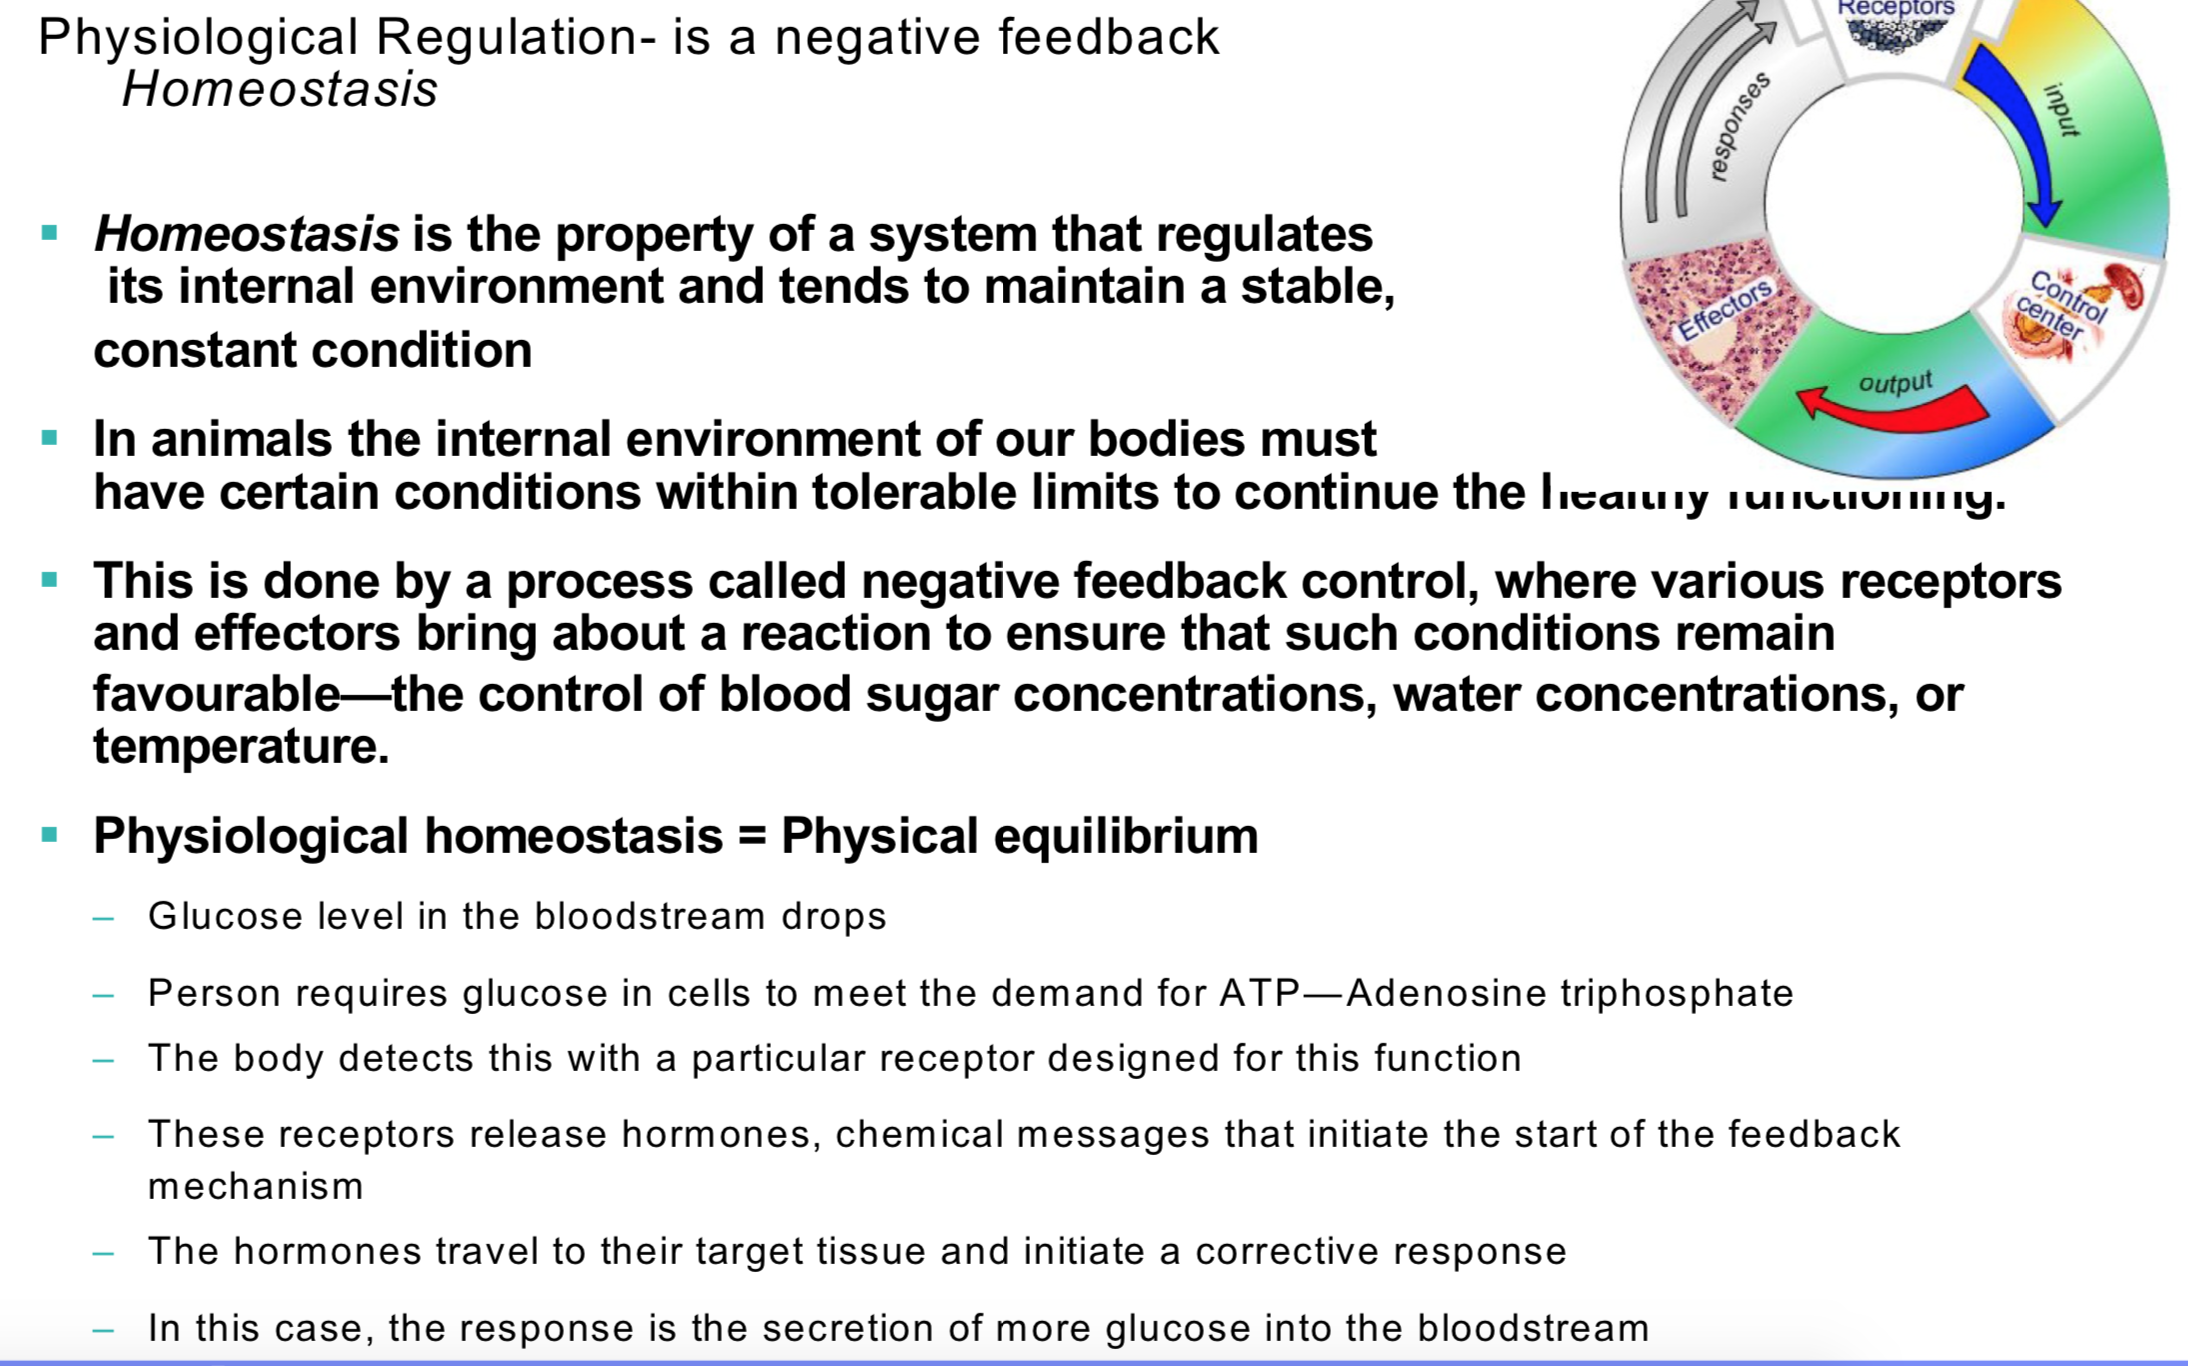 Physiological Regulation- is a negative feedback
Homeostasis
Homeostasis is the property of a system that regulates
its internal environment and tends to maintain a stable,
constant condition
In animals the internal environment of our bodies must
have certain conditions within tolerable limits to continue the healthy functioning.
This is done by a process called negative feedback control, where various receptors
and effectors bring about a reaction to ensure that such conditions remain
favourable—the control of blood sugar concentrations, water concentrations, or
temperature.
Physiological homeostasis = Physical equilibrium
– Glucose level in the bloodstream drops
– Person requires glucose in cells to meet the demand for ATP—Adenosine triphosphate
– The body detects this with a particular receptor designed for this function
– These receptors release hormones, chemical messages that initiate the start of the feedback
mechanism
– The hormones travel to their target tissue and initiate a corrective response
– In this case, the response is the secretion of more glucose into the bloodstream
Receptors
input
Control
center
output
Effectors
responses